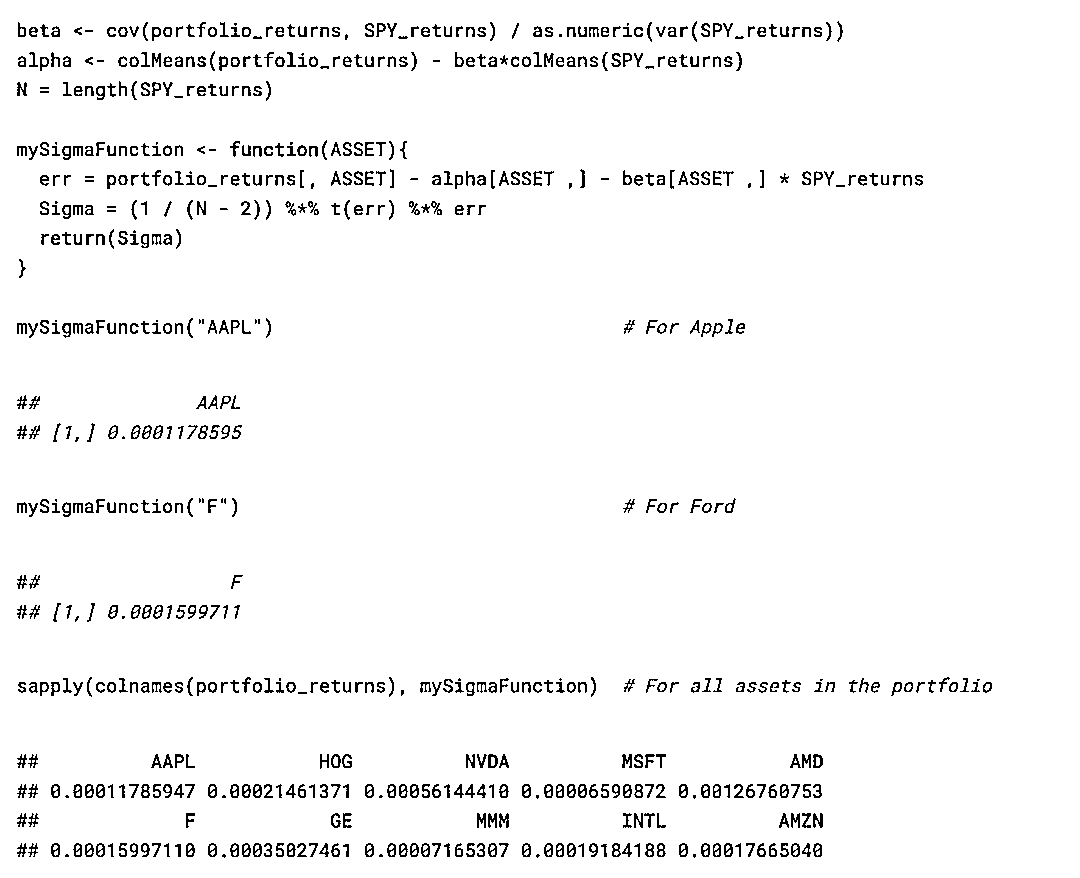 beta <- cov(portfolio_returns, SPY_returns) / as.numeric(var(SPY_returns))
alpha <- colMeans(portfolio_returns) - beta*colMeans(SPY_returns)
N = length(SPY_returns)
mySigmaFunction <- function(ASSET){
  err = portfolio_returns[, ASSET] - alpha[ASSET ,] - beta[ASSET ,] * SPY_returns
  Sigma = (1 / (N - 2)) %*% t(err) %*% err
  return(Sigma)
}
mySigmaFunction("AAPL") # For Apple
## AAPL
## [1,] 0.0001178595
mySigmaFunction("F") # For Ford
## F
## [1,] 0.0001599711
sapply(colnames(portfolio_returns), mySigmaFunction) # For all assets in the portfolio
## AAPL HOG NVDA MSFT AMD
## 0.00011785947 0.00021461371 0.00056144410 0.00006590872 0.00126760753
## F GE MMM INTL AMZN
## 0.00015997110 0.00035027461 0.00007165307 0.00019184188 0.00017665040